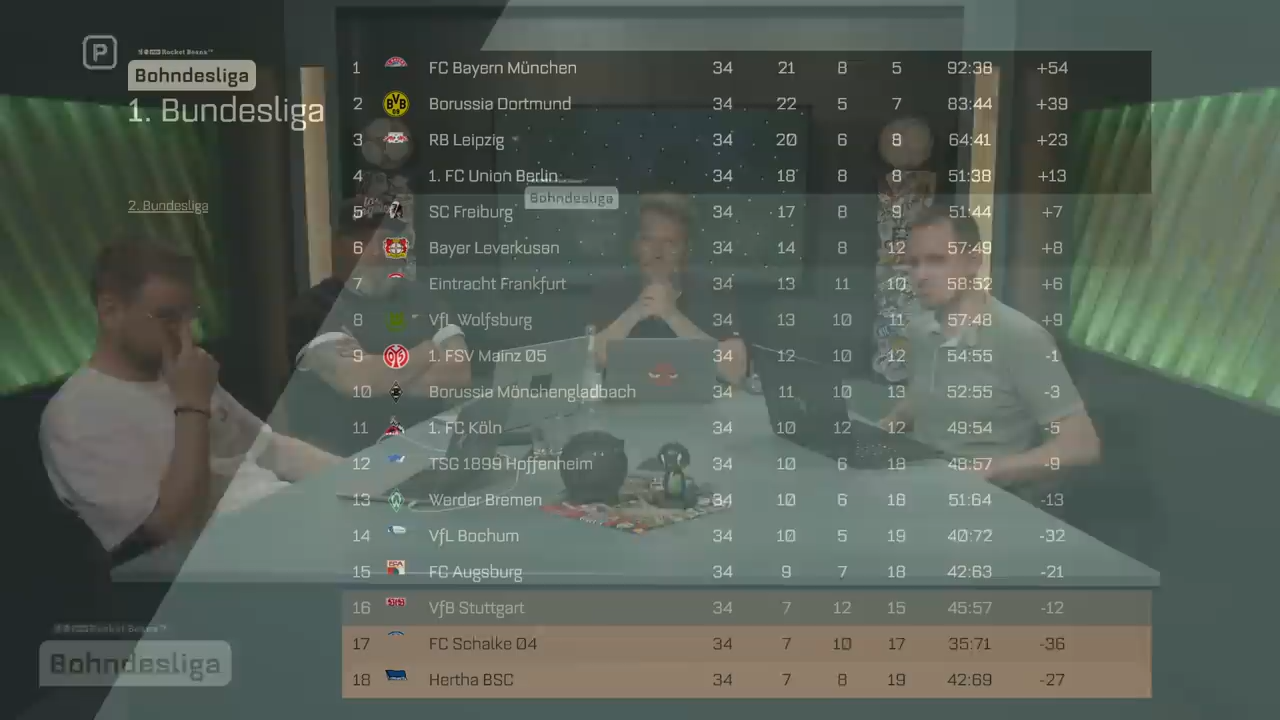 P
Rocket Beans
Bohndesliga
1. Bundesliga
2. Bundesliga
1 FC Bayern München 34 21 8 5 92:38 +54
2 BVB 09 Borussia Dortmund 34 22 5 7 83:44 +39
3 RB Leipzig 34 20 6 8 64:41 +23
4 1. FC Union Berlin 34 18 8 8 51:38 +13
Bohndesliga
5 SC Freiburg 34 17 8 9 51:44 +7
6 Bayer Leverkusen 34 14 8 12 57:49 +8
7 Eintracht Frankfurt 34 13 11 10 58:52 +6
8 VfL Wolfsburg 34 13 10 11 57:48 +9
9 1. FSV Mainz 05 34 12 10 12 54:55 -1
10 Borussia Mönchengladbach 34 11 10 13 52:55 -3
11 1. FC Köln 34 10 12 12 49:54 -5
12 TSG 1899 Hoffenheim 34 10 6 18 48:57 -9
13 Werder Bremen 34 10 6 18 51:64 -13
14 VfL Bochum 34 10 5 19 40:72 -32
15 FC Augsburg 34 9 7 18 42:63 -21
16 VfB Stuttgart 34 7 12 15 45:57 -12
17 FC Schalke 04 34 7 10 17 35:71 -36
18 Hertha BSC 34 7 8 19 42:69 -27
Rocket Beans
Bohndesliga